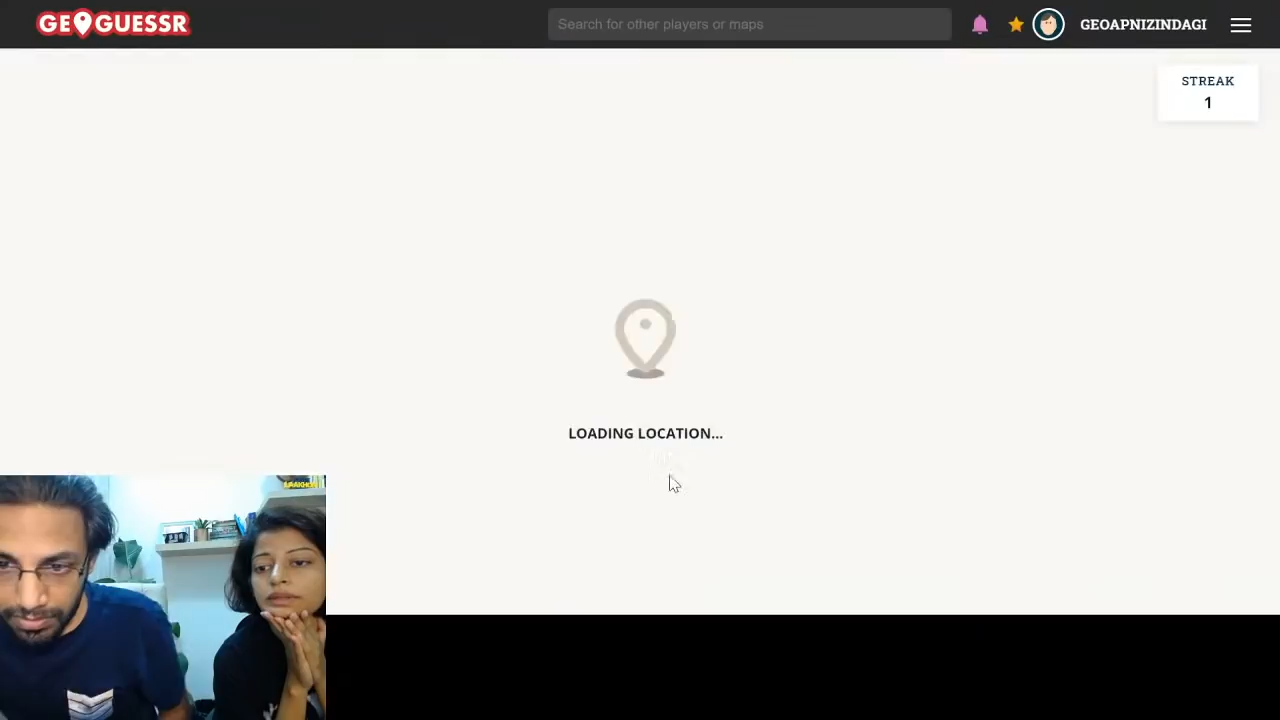 GEOGUESSR
Search for other players or maps
GEOAPNIZINDAGI
STREAK
1
LOADING LOCATION...